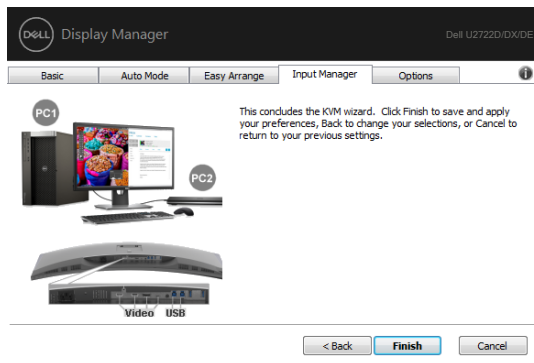 DELL Display Manager
Dell U2722D/DX/DE
Basic
Auto Mode
Easy Arrange
Input Manager
Options
PC1
This concludes the KVM wizard. Click Finish to save and apply
your preferences, Back to change your selections, or Cancel to
return to your previous settings.
PC2
Video USB
< Back
Finish
Cancel